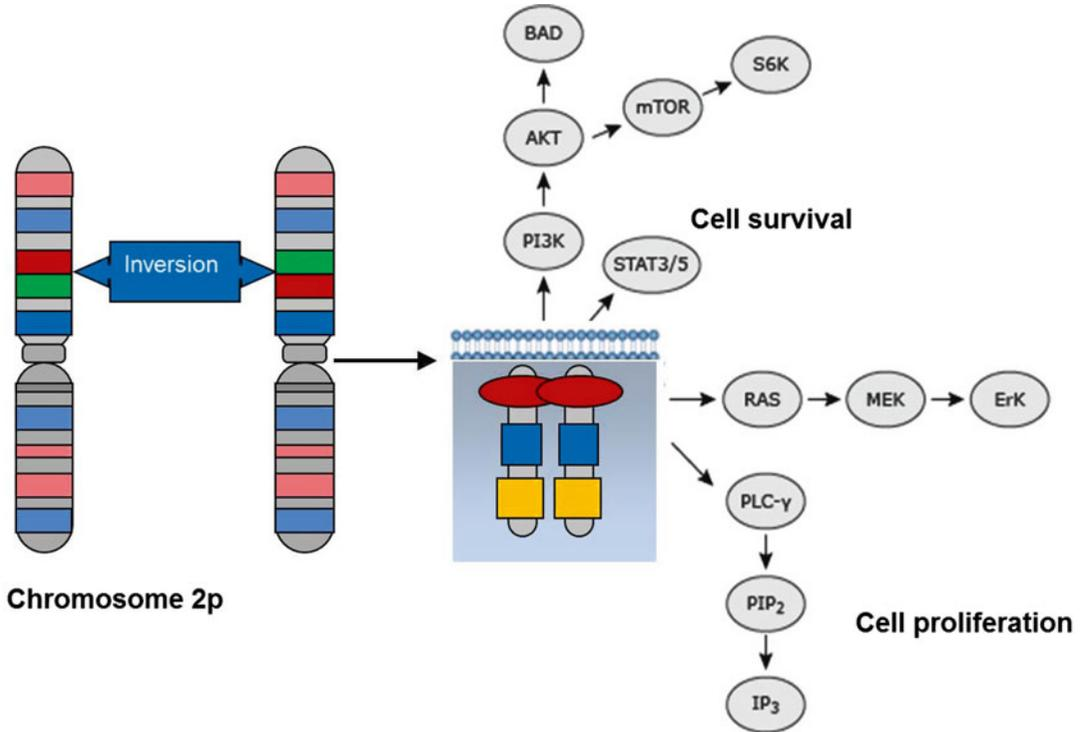 BAD
S6K
mTOR
AKT
Cell survival
PI3K
STAT3/5
Inversion
RAS
MEK
ErK
PLC-γ
Chromosome 2p
PIP₂
Cell proliferation
IP₃